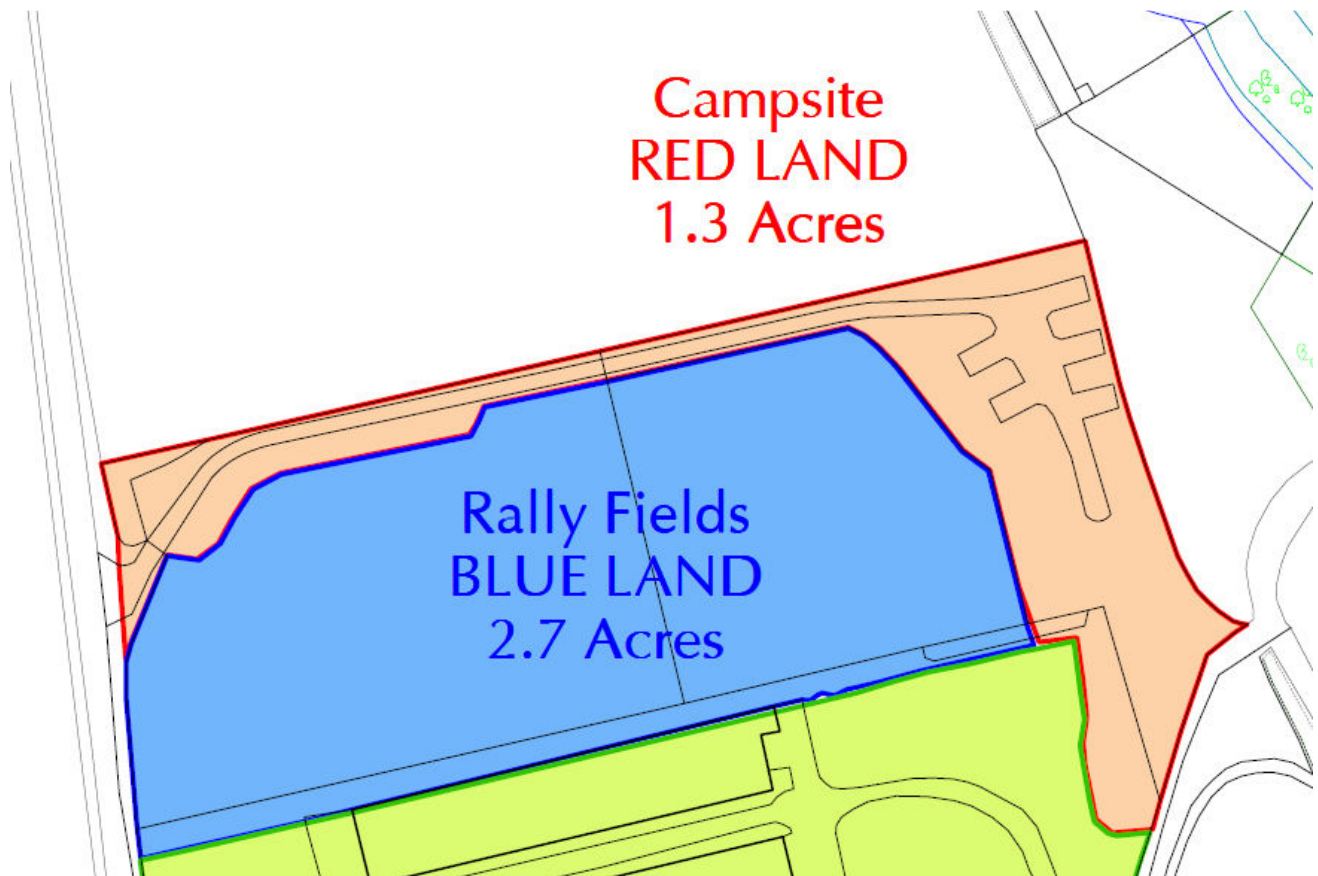 Campsite
RED LAND
1.3 Acres
Rally Fields
BLUE LAND
2.7 Acres